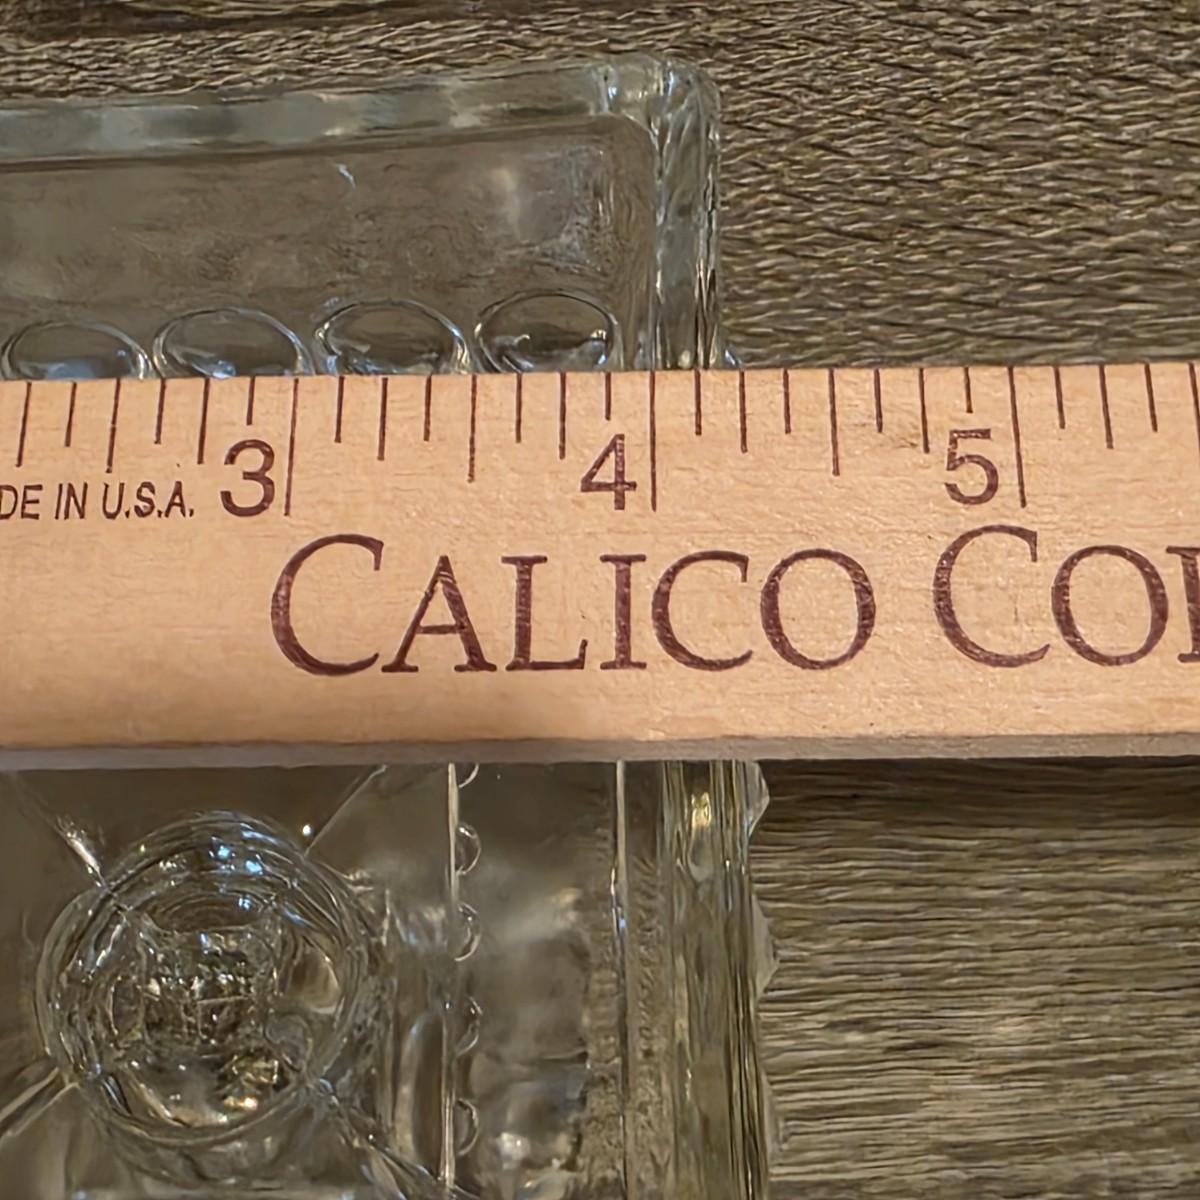 3 4 5
DE IN U.S.A.
CALICO CO